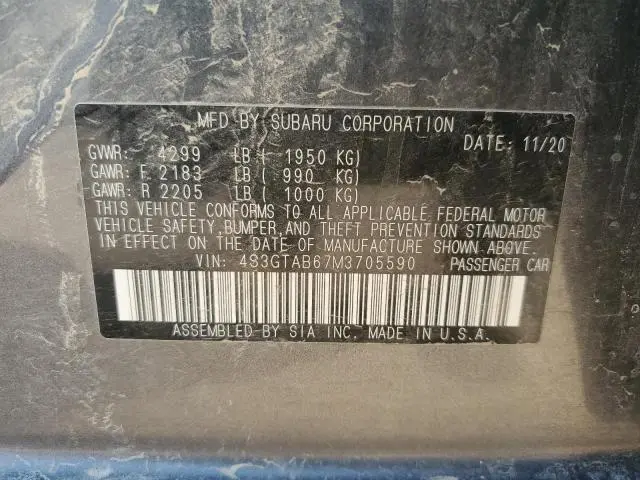 MFD BY SUBARU CORPORATION
DATE: 11/20
GVWR: 4299 LB ( 1950 KG)
GAWR: F 2183 LB ( 990 KG)
GAWR: R 2205 LB ( 1000 KG)
THIS VEHICLE CONFORMS TO ALL APPLICABLE FEDERAL MOTOR
VEHICLE SAFETY, BUMPER, AND THEFT PREVENTION STANDARDS
IN EFFECT ON THE DATE OF MANUFACTURE SHOWN ABOVE.
VIN: 4S3GTAB67M3705590 PASSENGER CAR
ASSEMBLED BY SIA INC. MADE IN U.S.A.